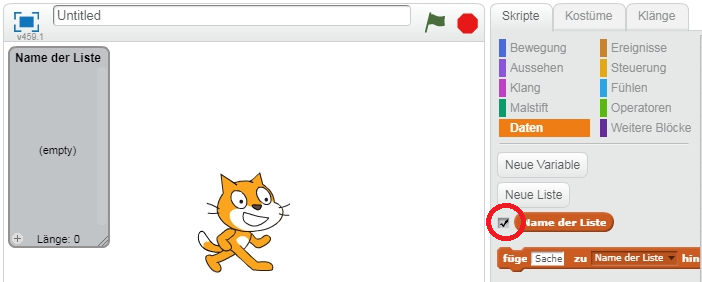 Untitled
v459.1
Name der Liste
(empty)
Länge: 0
Skripte
Kostüme
Klänge
Bewegung
Ereignisse
Aussehen
Steuerung
Klang
Fühlen
Malstift
Operatoren
Daten
Weitere Blöcke
Neue Variable
Neue Liste
Name der Liste
füge Sache zu Name der Liste hin